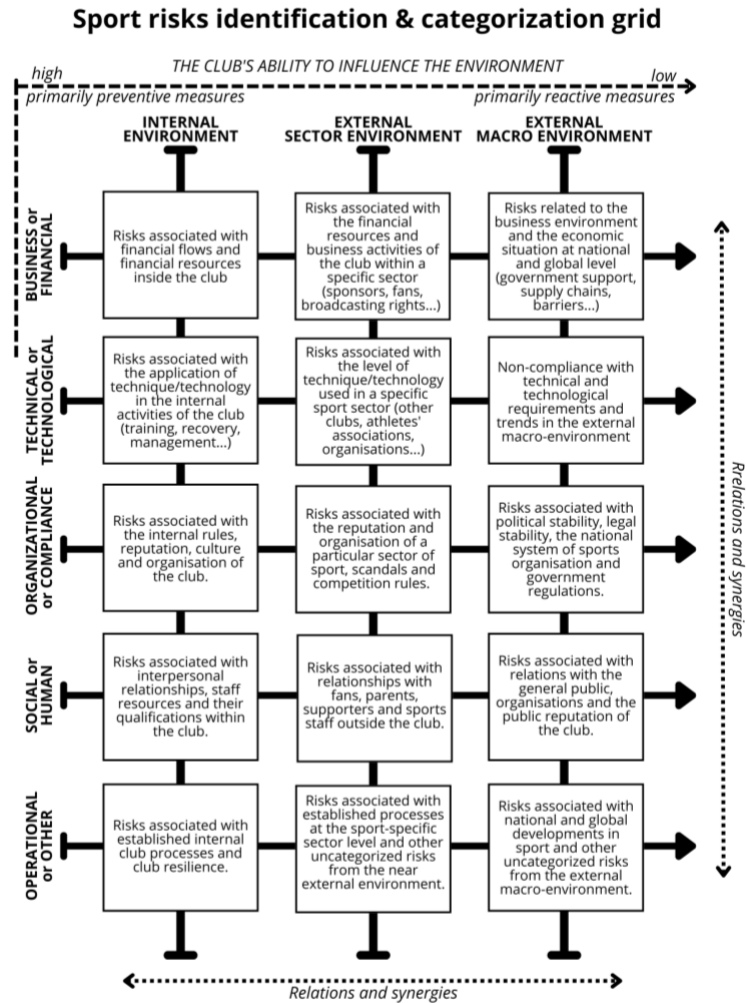 Sport risks identification & categorization grid
THE CLUB'S ABILITY TO INFLUENCE THE ENVIRONMENT
high
low
primarily preventive measures
primarily reactive measures
INTERNAL
ENVIRONMENT
EXTERNAL
SECTOR ENVIRONMENT
EXTERNAL
MACRO ENVIRONMENT
BUSINESS or
FINANCIAL
Risks associated with
financial flows and
financial resources
inside the club
Risks associated with
the financial
resources and
business activities of
the club within a
specific sector
(sponsors, fans,
broadcasting rights...)
Risks related to the
business environment
and the economic
situation at national
and global level
(government support,
supply chains,
barriers...)
TECHNICAL or
TECHNOLOGICAL
Risks associated with
the application of
technique/technology
in the internal
activities of the club
(training, recovery,
management...)
Risks associated with
the level of
technique/technology
used in a specific
sport sector (other
clubs, athletes'
associations,
organisations...)
Non-compliance with
technical and
technological
requirements and
trends in the external
macro-environment
ORGANIZATIONAL
or COMPLIANCE
Risks associated with
the internal rules,
reputation, culture
and organisation of
the club.
Risks associated with
the reputation and
organisation of a
particular sector of
sport, scandals and
competition rules.
Risks associated with
political stability, legal
stability, the national
system of sports
organisation and
government
regulations.
SOCIAL or
HUMAN
Risks associated with
interpersonal
relationships, staff
resources and their
qualifications within
the club.
Risks associated with
relationships with
fans, parents,
supporters and sports
staff outside the club.
Risks associated with
relations with the
general public,
organisations and the
public reputation of
the club.
OPERATIONAL
or OTHER
Risks associated with
established internal
club processes and
club resilience.
Risks associated with
established processes
at the sport-specific
sector level and other
uncategorized risks
from the near
external environment.
Risks associated with
national and global
developments in
sport and other
uncategorized risks
from the external
macro-environment.
Rrelations and synergies
Relations and synergies